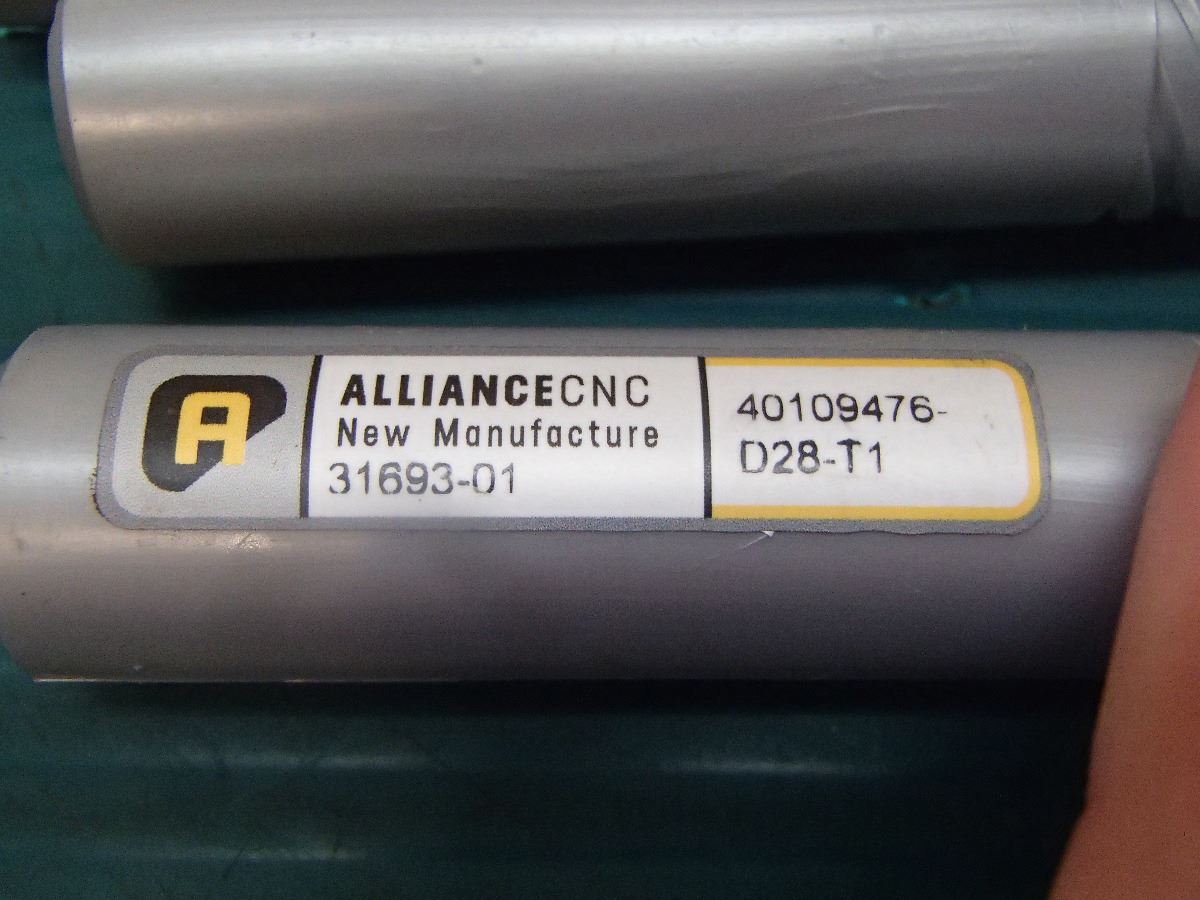 A
ALLIANCECNC
New Manufacture
31693-01
40109476-
D28-T1